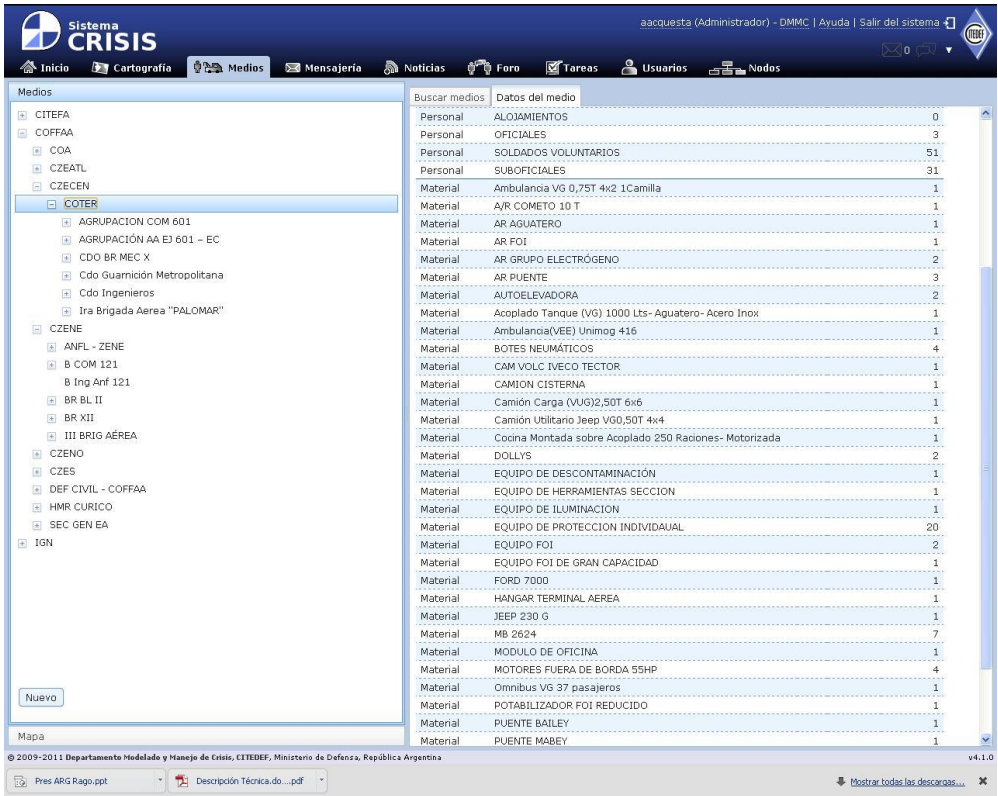 Sistema
CRISIS
aacquesta (Administrador) - DMMC | Ayuda | Salir del sistema
CITEDEF
0
Inicio Cartografía Medios Mensajería Noticias Foro Tareas Usuarios Nodos
Medios
CITEFA
COFFAA
COA
CZEATL
CZECEN
COTER
AGRUPACION COM 601
AGRUPACIÓN AA EJ 601 – EC
CDO BR MEC X
Cdo Guarnición Metropolitana
Cdo Ingenieros
Ira Brigada Aerea "PALOMAR"
CZENE
ANFL - ZENE
B COM 121
B Ing Anf 121
BR BL II
BR XII
III BRIG AÉREA
CZENO
CZES
DEF CIVIL - COFFAA
HMR CURICO
SEC GEN EA
IGN
Nuevo
Mapa
Buscar medios Datos del medio
Personal ALOJAMIENTOS 0
Personal OFICIALES 3
Personal SOLDADOS VOLUNTARIOS 51
Personal SUBOFICIALES 31
Material Ambulancia VG 0,75T 4x2 1Camilla 1
Material A/R COMETO 10 T 1
Material AR AGUATERO 1
Material AR FOI 1
Material AR GRUPO ELECTRÓGENO 2
Material AR PUENTE 3
Material AUTOELEVADORA 2
Material Acoplado Tanque (VG) 1000 Lts- Aguatero- Acero Inox 1
Material Ambulancia(VEE) Unimog 416 1
Material BOTES NEUMÁTICOS 4
Material CAM VOLC IVECO TECTOR 1
Material CAMION CISTERNA 1
Material Camión Carga (VUG)2,50T 6x6 1
Material Camión Utilitario Jeep VG0,50T 4x4 1
Material Cocina Montada sobre Acoplado 250 Raciones- Motorizada 1
Material DOLLYS 2
Material EQUIPO DE DESCONTAMINACIÓN 1
Material EQUIPO DE HERRAMIENTAS SECCION 1
Material EQUIPO DE ILUMINACION 1
Material EQUIPO DE PROTECCION INDIVIDAUAL 20
Material EQUIPO FOI 2
Material EQUIPO FOI DE GRAN CAPACIDAD 1
Material FORD 7000 1
Material HANGAR TERMINAL AEREA 1
Material JEEP 230 G 1
Material MB 2624 7
Material MODULO DE OFICINA 1
Material MOTORES FUERA DE BORDA 55HP 4
Material Omnibus VG 37 pasajeros 1
Material POTABILIZADOR FOI REDUCIDO 1
Material PUENTE BAILEY 1
Material PUENTE MABEY 1
© 2009-2011 Departamento Modelado y Manejo de Crisis, CITEDEF, Ministerio de Defensa, República Argentina v4.1.0
Pres ARG Rago.ppt Descripción Técnica.do....pdf Mostrar todas las descargas...